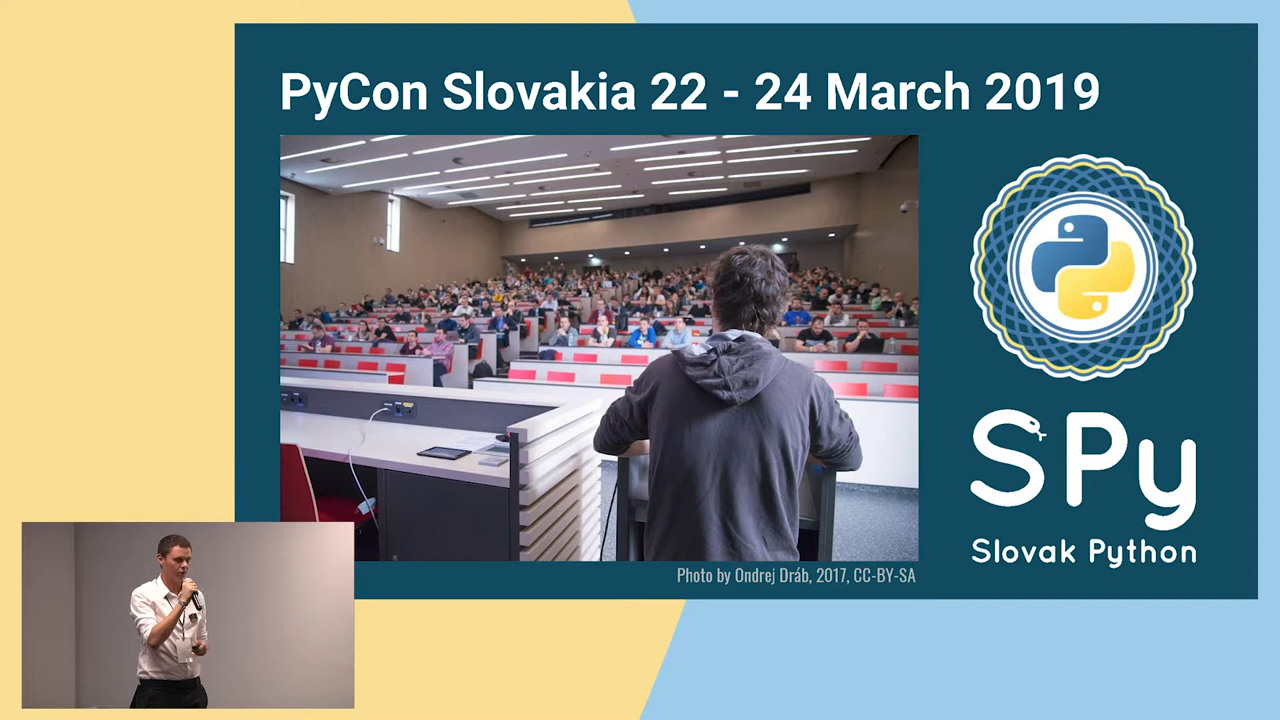 PyCon Slovakia 22 - 24 March 2019
SPy
Slovak Python
Photo by Ondrej Dráb, 2017, CC-BY-SA